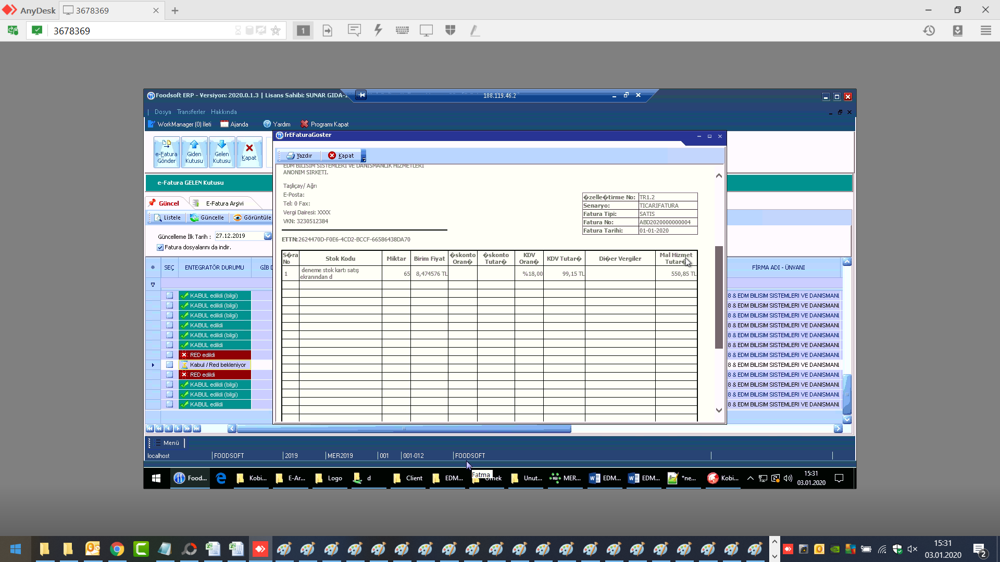 AnyDesk
3678369
3678369
1
Foodsoft ERP - Versiyon: 2020.0.1.3 | Lisans Sahibi: SUNAR GIDA-
188.119.46.2
Dosya Transferler Hakkında
WorkManager (0) İleti Ajanda Yardım Programı Kapat
e-Fatura Gönder
Giden Kutusu
Gelen Kutusu
Kapat
frEFaturaGoster
Yazdır Kapat
e-Fatura GELEN Kutusu
Güncel E-Fatura Arşivi
Listele Güncelle Görüntüle
Güncelleme İlk Tarih : 27.12.2019
Fatura dosyalarını da indir.
SEÇ ENTEGRATÖR DURUMU GİB FİRMA ADI - ÜNVANI
EDM BILISIM SISTEMLERI VE DANISMANLIK HIZMETLERI
ANONIM SIRKETI.
Taşlıçay/ Ağrı
E-Posta:
Tel: 0 Fax:
Vergi Dairesi: XXXX
VKN: 3230512384
�zelle�tirme No: TR1.2
Senaryo: TICARIFATURA
Fatura Tipi: SATIS
Fatura No: ABD2020000000004
Fatura Tarihi: 01-01-2020
ETTN: 2624470D-F0E6-4CD2-BCCF-66586438DA70
S�ra No Stok Kodu Miktar Birim Fiyat �skonto Oran� �skonto Tutar� KDV Oran� KDV Tutar� Di�er Vergiler Mal Hizmet Tutar�
1 deneme stok kartı satış ekranından d 65 8,474576 TL %18,00 99,15 TL 550,85 TL
KABUL edildi (bilgi) 8 & EDM BILISIM SISTEMLERI VE DANISMANL
KABUL edildi (bilgi) 8 & EDM BILISIM SISTEMLERI VE DANISMANL
KABUL edildi (bilgi) 8 & EDM BILISIM SISTEMLERI VE DANISMANL
KABUL edildi 8 & EDM BILISIM SISTEMLERI VE DANISMANL
KABUL edildi (bilgi) 8 & EDM BILISIM SISTEMLERI VE DANISMANL
KABUL edildi 8 & EDM BILISIM SISTEMLERI VE DANISMANL
RED edildi 8 & EDM BILISIM SISTEMLERI VE DANISMANL
Kabul / Red bekleniyor 8 & EDM BILISIM SISTEMLERI VE DANISMANL
RED edildi 8 & EDM BILISIM SISTEMLERI VE DANISMANL
KABUL edildi (bilgi) 8 & EDM BILISIM SISTEMLERI VE DANISMANL
KABUL edildi (bilgi) 8 & EDM BILISIM SISTEMLERI VE DANISMANL
KABUL edildi 8 & EDM BILISIM SISTEMLERI VE DANISMANL
Menü
localhost FOODSOFT 2019 MER2019 001 001-012 FOODSOFT
Fatma
Food... Kobi... E-Ar... Logo d Client EDM... Örnek Unut... MER... EDM... EDM... *ne... Kobi...
15:31
03.01.2020
15:31
03.01.2020
2